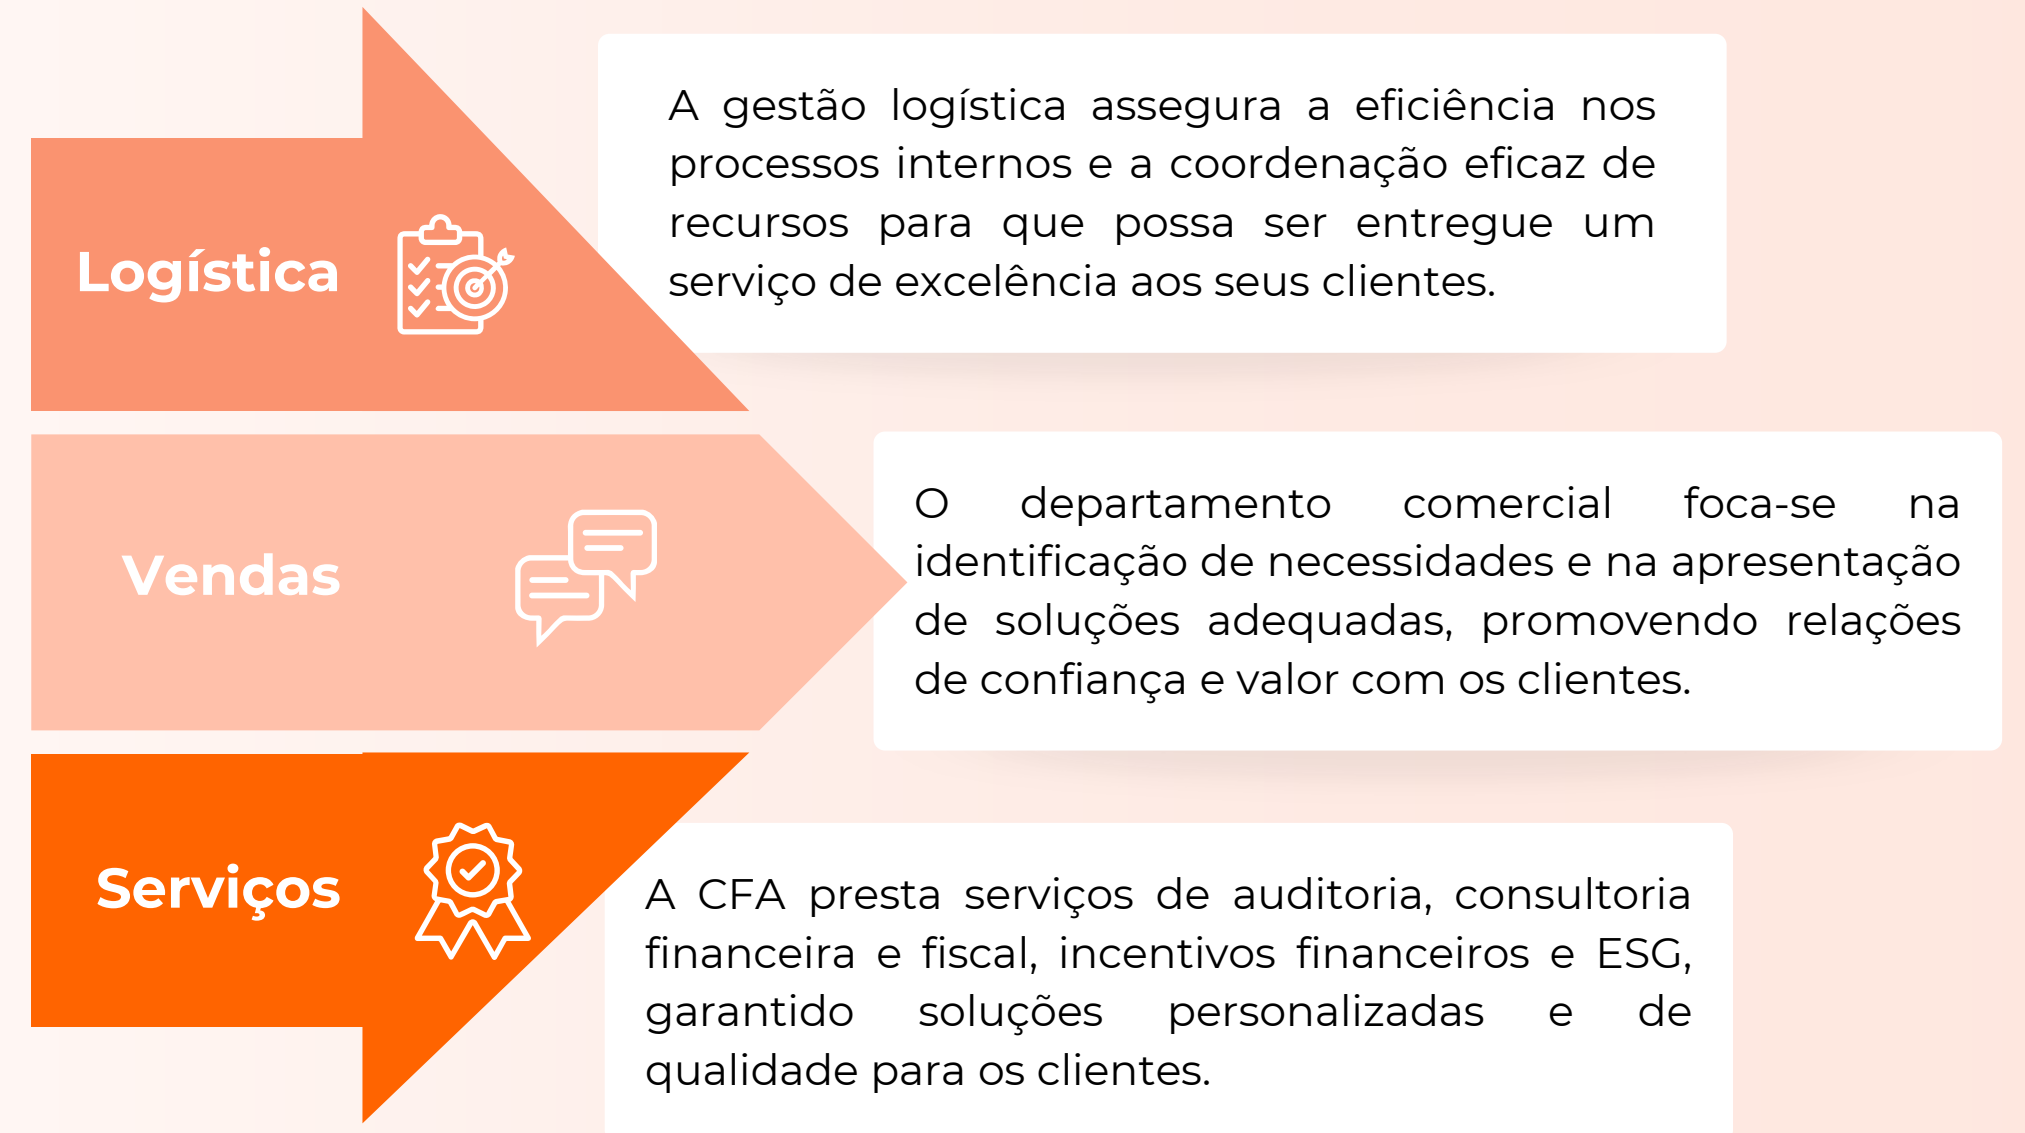 Logística
A gestão logística assegura a eficiência nos
processos internos e a coordenação eficaz de
recursos para que possa ser entregue um
serviço de excelência aos seus clientes.
Vendas
O departamento comercial foca-se na
identificação de necessidades e na apresentação
de soluções adequadas, promovendo relações
de confiança e valor com os clientes.
Serviços
A CFA presta serviços de auditoria, consultoria
financeira e fiscal, incentivos financeiros e ESG,
garantido soluções personalizadas e de
qualidade para os clientes.